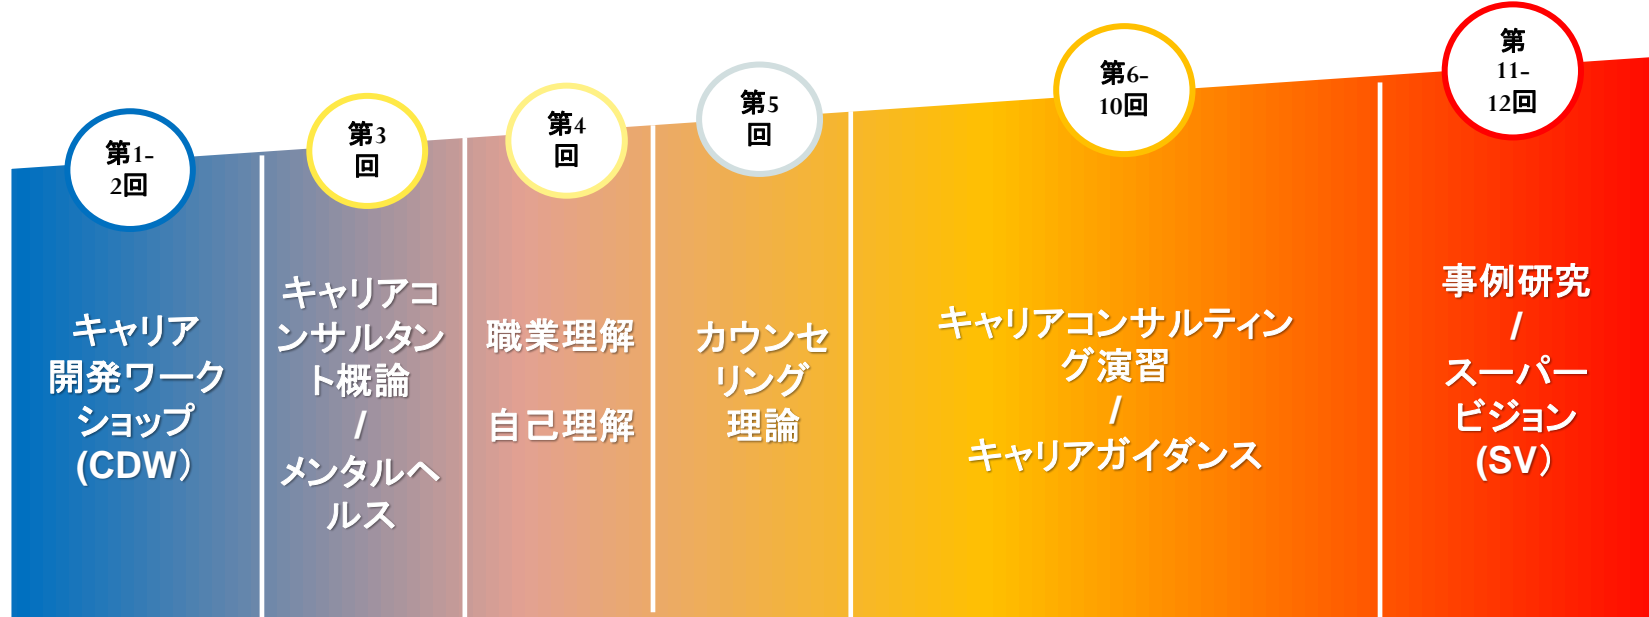 第1-
2回
キャリア
開発ワーク
ショップ
(CDW）
第3
回
キャリアコ
ンサルタン
ト概論
/
メンタルヘ
ルス
第4
回
職業理解
自己理解
第5
回
カウンセ
リング
理論
第6-
10回
キャリアコンサルティン
グ演習
/
キャリアガイダンス
第
11-
12回
事例研究
/
スーパー
ビジョン
(SV）